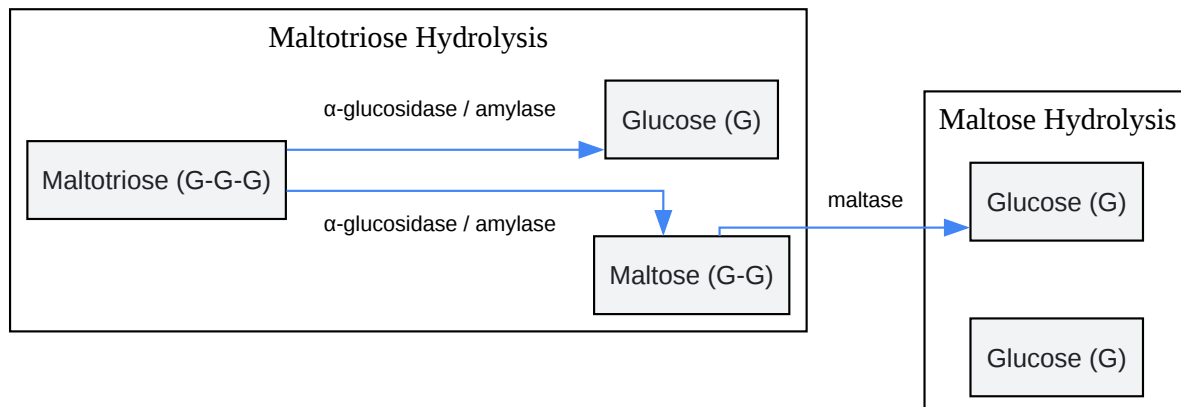 Maltotriose Hydrolysis
α-glucosidase / amylase
Glucose (G)
Maltotriose (G-G-G)
α-glucosidase / amylase
Maltose (G-G)
maltase
Maltose Hydrolysis
Glucose (G)
Glucose (G)